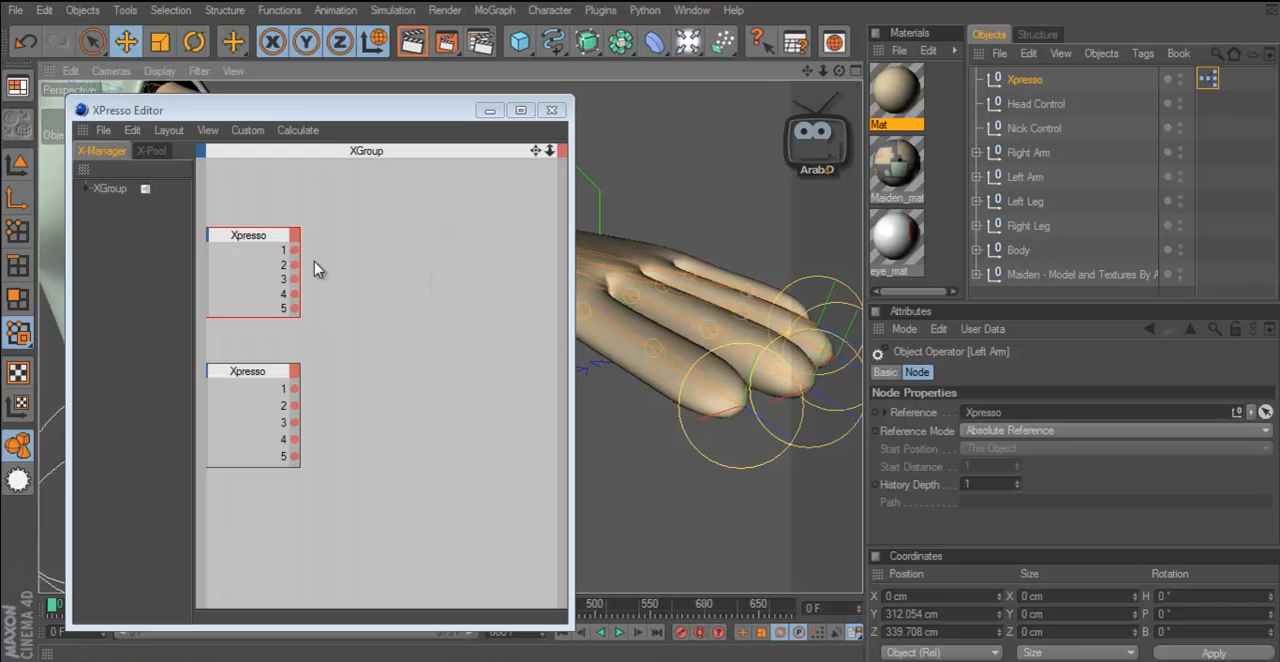 File Edit Objects Tools Selection Structure Functions Animation Simulation Render MoGraph Character Plugins Python Window Help
X Y Z
Materials
File Edit
Objects Structure
File Edit View Objects Tags Book
Edit Cameras Display Filter View
Perspective
XPresso Editor
File Edit Layout View Custom Calculate
X-Manager X-Pool
XGroup
XGroup
Xpresso
1
2
3
4
5
Xpresso
1
2
3
4
5
Arab4D
Mat
Maiden_mat
eye_mat
Xpresso
Head Control
Nick Control
Right Arm
Left Arm
Left Leg
Right Leg
Body
Maiden - Model and Textures By A
Attributes
Mode Edit User Data
Object Operator [Left Arm]
Basic Node
Node Properties
Reference Xpresso
Reference Mode Absolute Reference
Start Position This Object
Start Distance 1
History Depth 1
Path
Coordinates
Position Size Rotation
X 0 cm X 0 cm H 0 °
Y 312.054 cm Y 0 cm P 0 °
Z 339.708 cm Z 0 cm B 0 °
Object (Rel) Size Apply
500 550 600 650 0 F
0 F
MAXON
CINEMA 4D